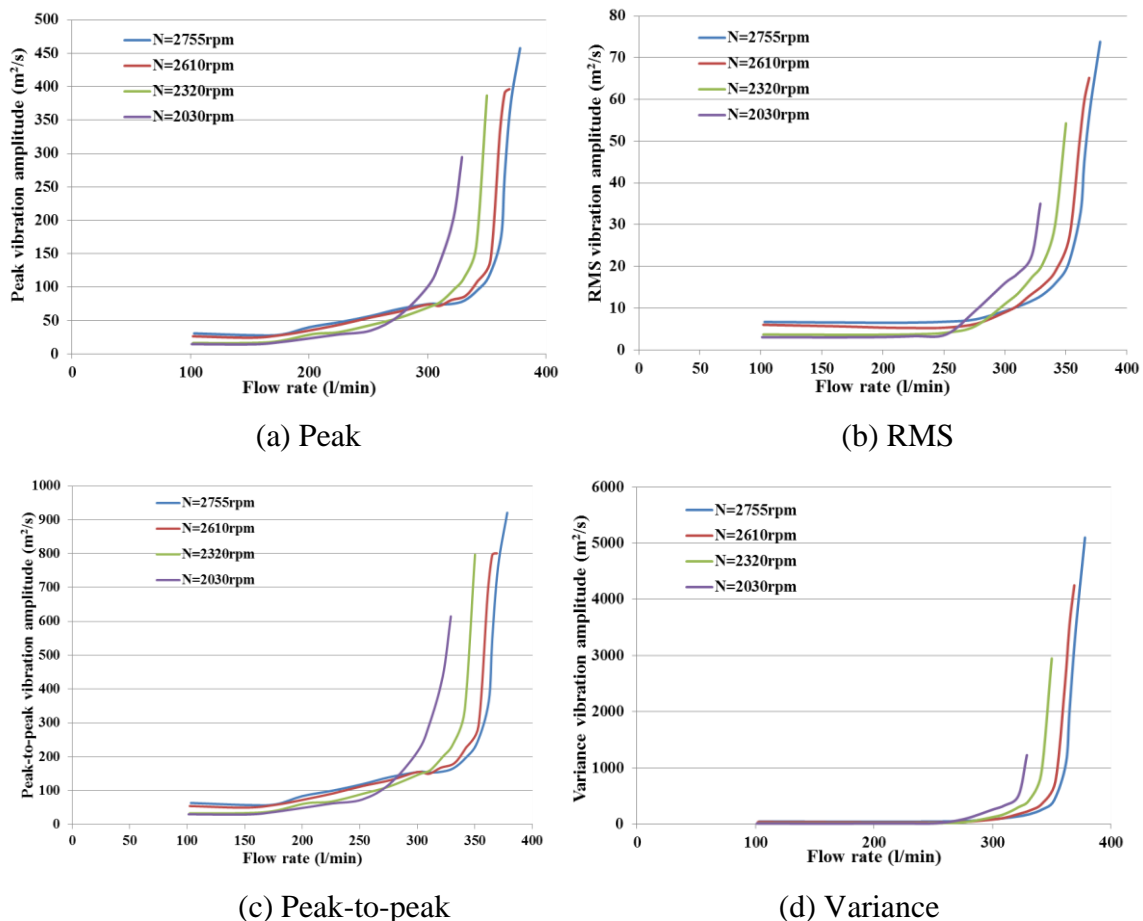 500
450
400
350
300
250
200
150
100
50
0
Peak vibration amplitude (m²/s)
N=2755rpm
N=2610rpm
N=2320rpm
N=2030rpm
0 100 200 300 400
Flow rate (l/min)
(a) Peak
80
70
60
50
40
30
20
10
0
RMS vibration amplitude (m²/s)
N=2755rpm
N=2610rpm
N=2320rpm
N=2030rpm
0 50 100 150 200 250 300 350 400
Flow rate (l/min)
(b) RMS
1000
900
800
700
600
500
400
300
200
100
0
Peak-to-peak vibration amplitude (m²/s)
N=2755rpm
N=2610rpm
N=2320rpm
N=2030rpm
0 50 100 150 200 250 300 350 400
Flow rate (l/min)
(c) Peak-to-peak
6000
5000
4000
3000
2000
1000
0
Variance vibration amplitude (m²/s)
N=2755rpm
N=2610rpm
N=2320rpm
N=2030rpm
0 100 200 300 400
Flow rate (l/min)
(d) Variance